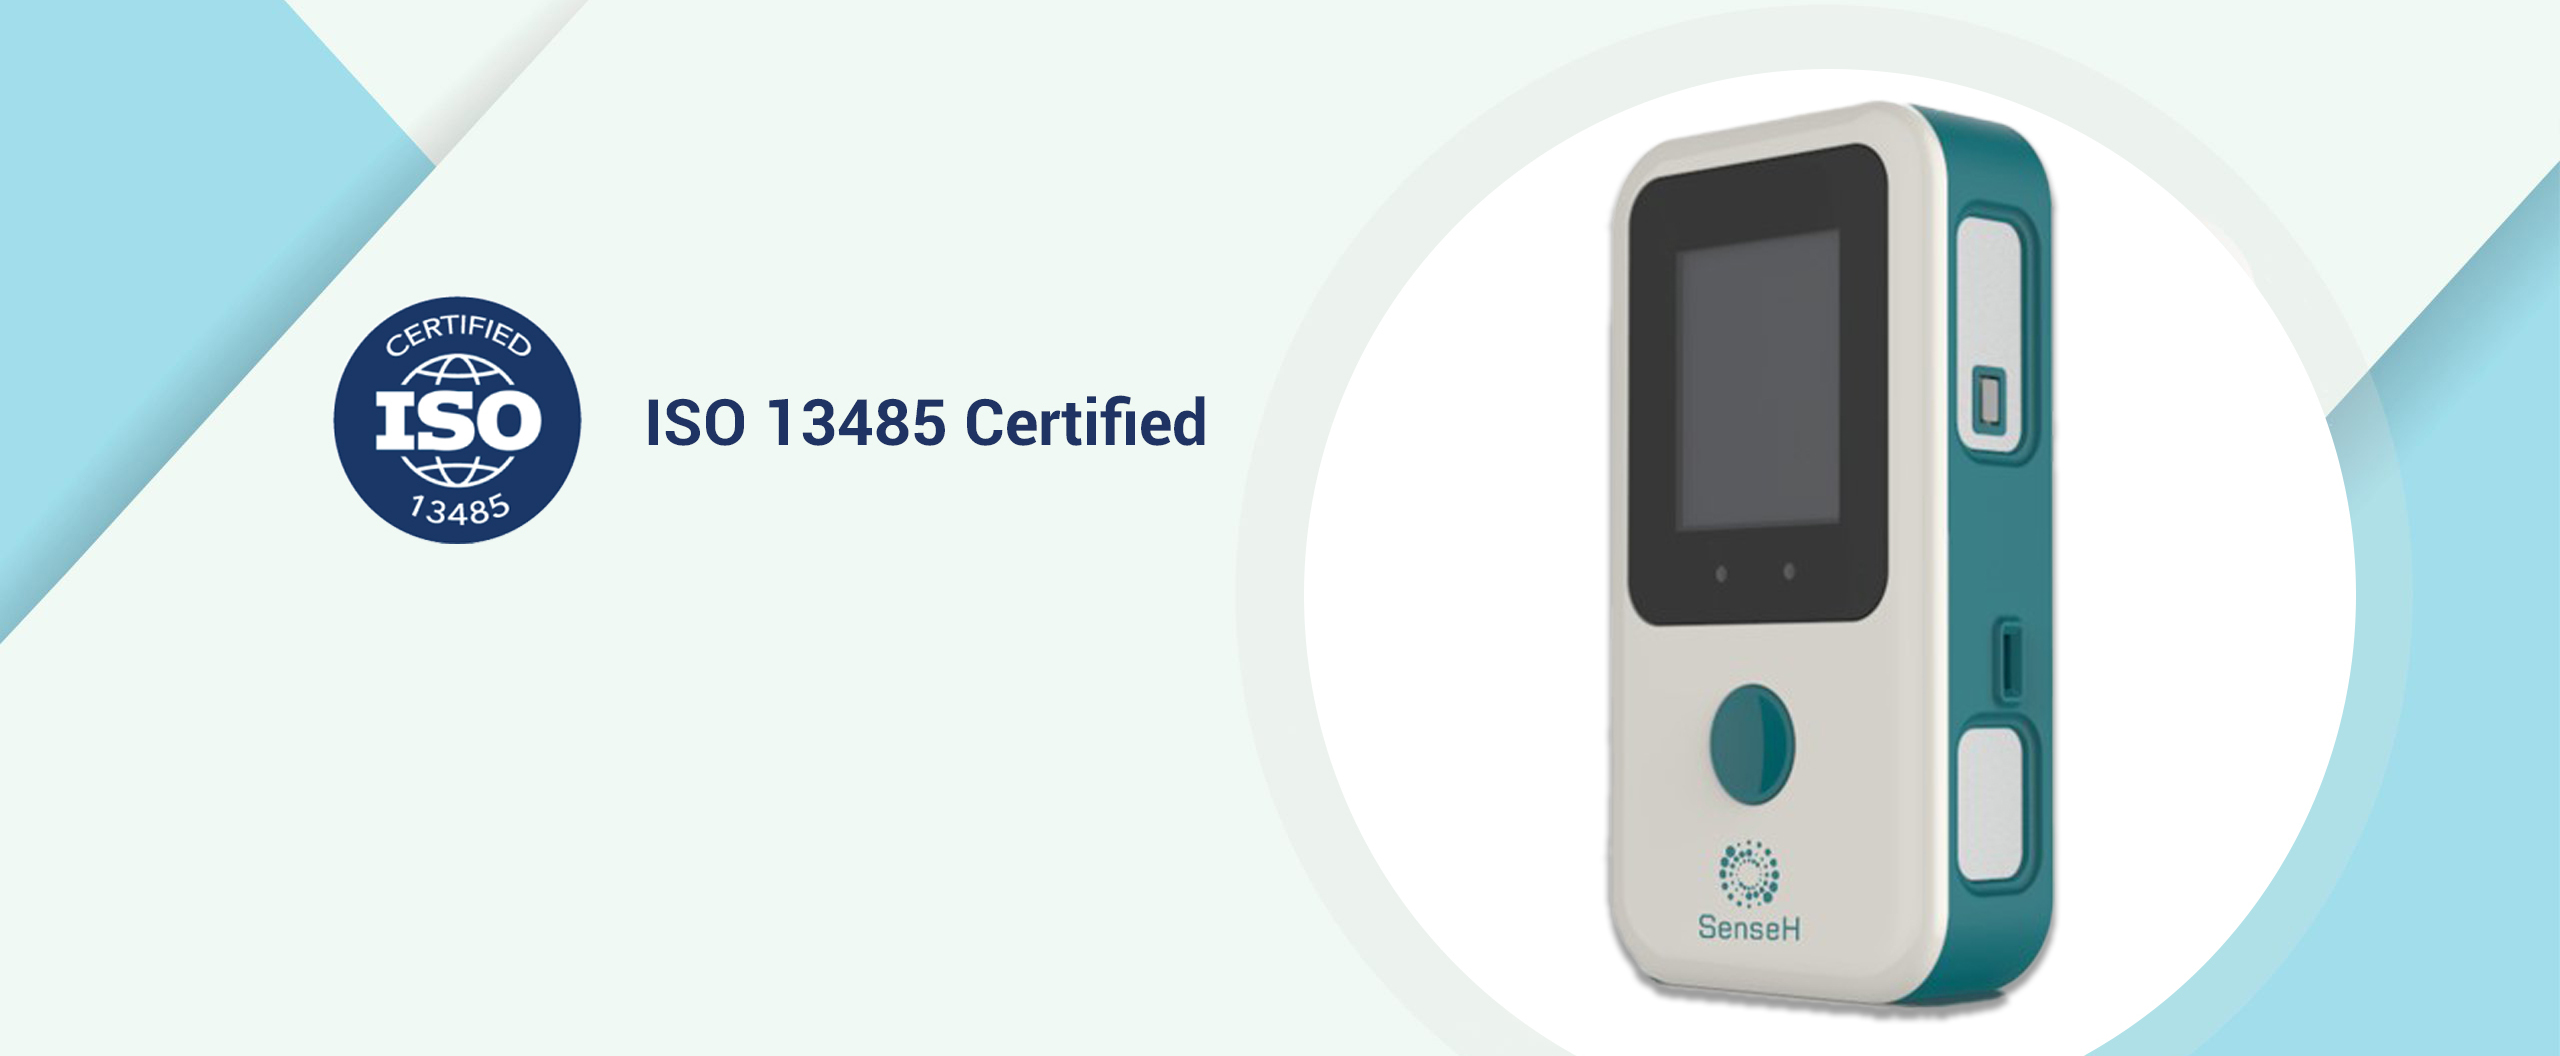 CERTIFIED
ISO
13485
ISO 13485 Certified
SenseH